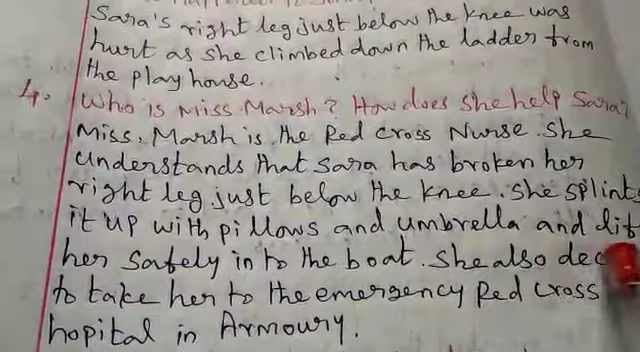 Sara's right leg just below the knee was
hurt as she climbed down the ladder from
the play house.
4. Who is Miss. Marsh? How does she help Sara?
Miss. Marsh is the Red cross Nurse. She
understands that Sara has broken her
right leg just below the knee. She splints
it up with pillows and umbrella and lif
her safely in to the boat. She also dec
to take her to the emergency Red Cross
hopital in Armoury.